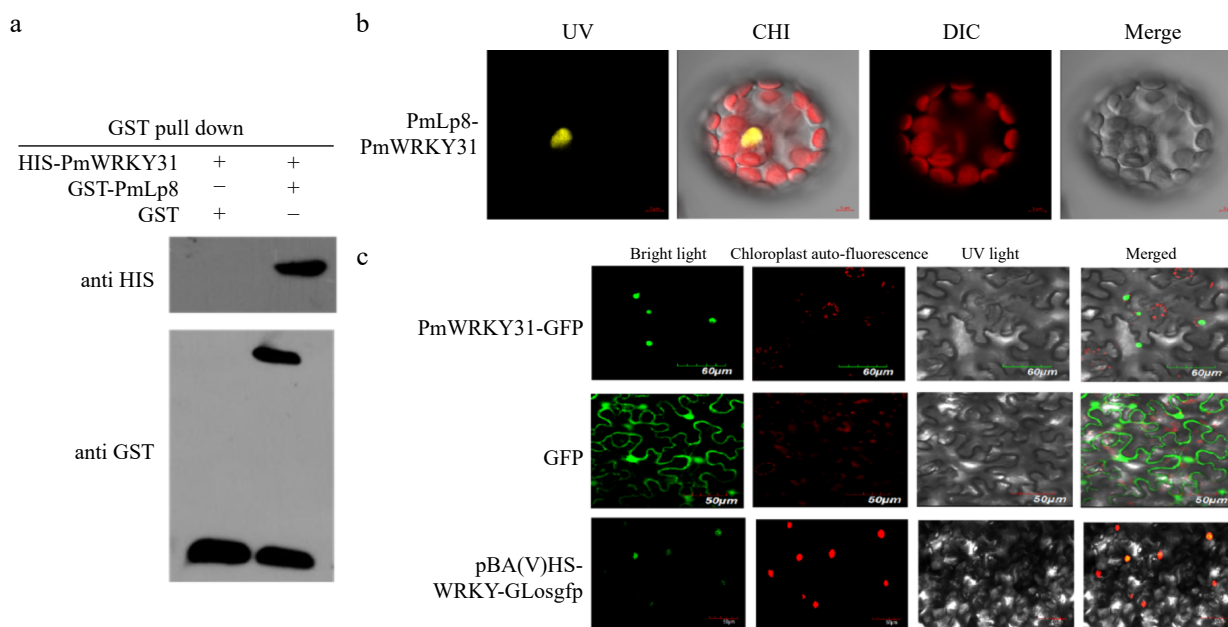 a
GST pull down
HIS-PmWRKY31 + +
GST-PmLp8 − +
GST + −
anti HIS
anti GST
b
UV CHI DIC Merge
PmLp8-
PmWRKY31
c
Bright light Chloroplast auto-fluorescence UV light Merged
PmWRKY31-GFP
60μm 60μm 60μm 60μm
GFP
50μm 50μm 50μm 50μm
pBA(V)HS-
WRKY-GLosgfp